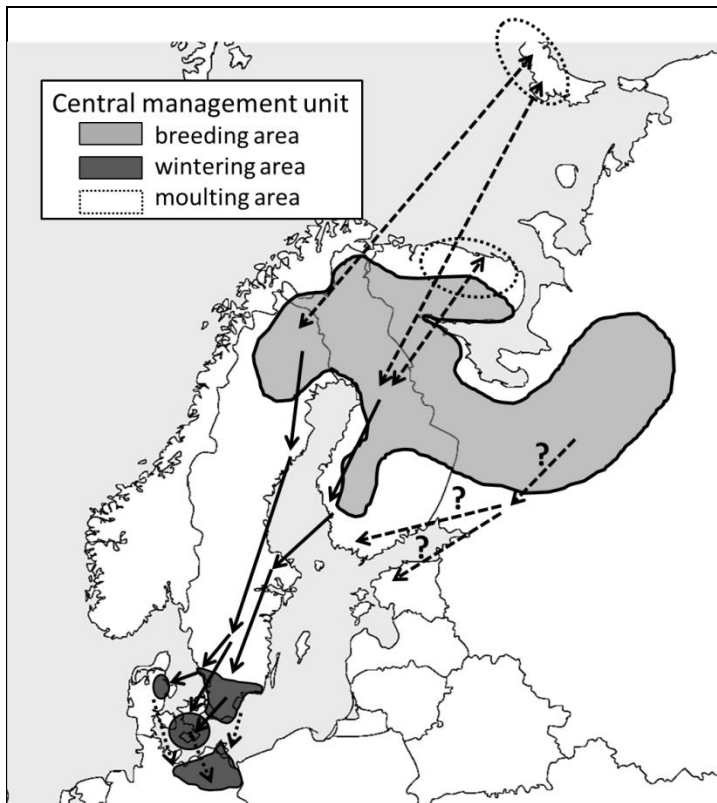 Central management unit
breeding area
wintering area
moulting area
?
?
?